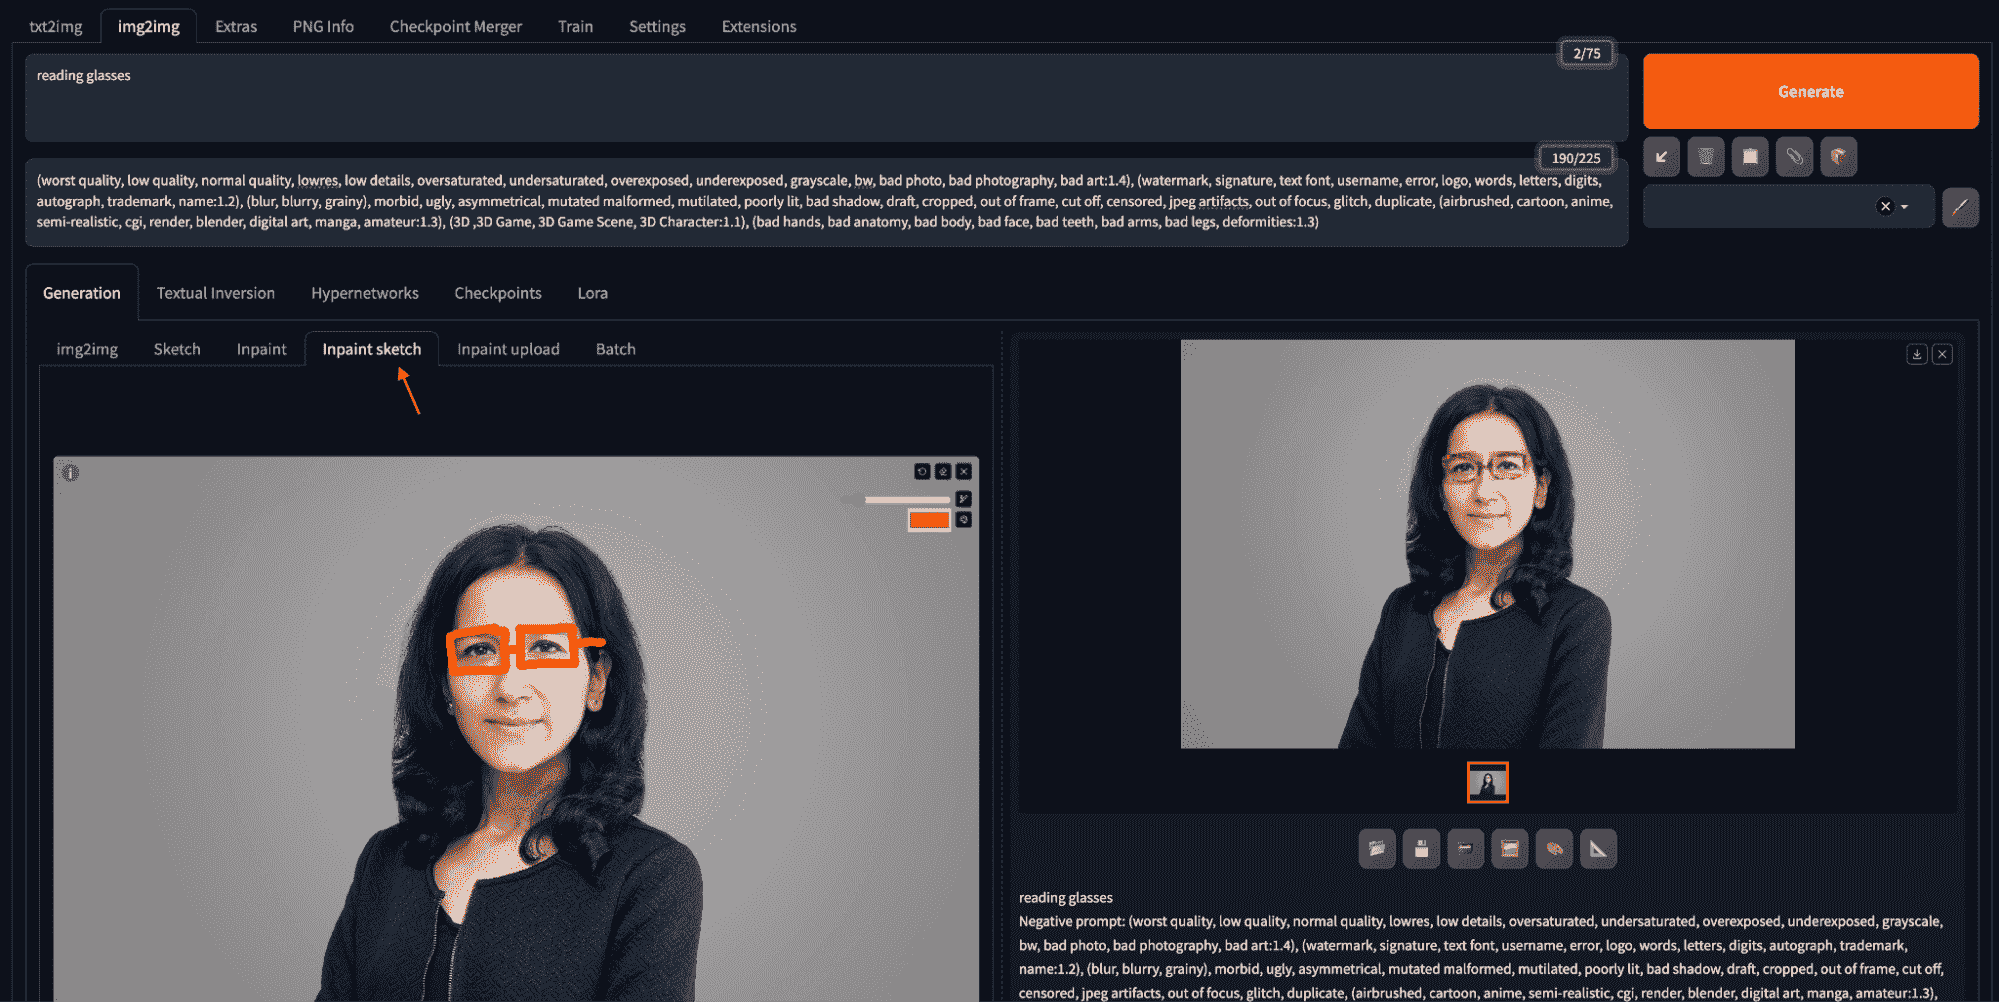 txt2img img2img Extras PNG Info Checkpoint Merger Train Settings Extensions
2/75
reading glasses
Generate
190/225
(worst quality, low quality, normal quality, lowres, low details, oversaturated, undersaturated, overexposed, underexposed, grayscale, bw, bad photo, bad photography, bad art:1.4), (watermark, signature, text font, username, error, logo, words, letters, digits,
autograph, trademark, name:1.2), (blur, blurry, grainy), morbid, ugly, asymmetrical, mutated malformed, mutilated, poorly lit, bad shadow, draft, cropped, out of frame, cut off, censored, jpeg artifacts, out of focus, glitch, duplicate, (airbrushed, cartoon, anime,
semi-realistic, cgi, render, blender, digital art, manga, amateur:1.3), (3D ,3D Game, 3D Game Scene, 3D Character:1.1), (bad hands, bad anatomy, bad body, bad face, bad teeth, bad arms, bad legs, deformities:1.3)
Generation Textual Inversion Hypernetworks Checkpoints Lora
img2img Sketch Inpaint Inpaint sketch Inpaint upload Batch
reading glasses
Negative prompt: (worst quality, low quality, normal quality, lowres, low details, oversaturated, undersaturated, overexposed, underexposed, grayscale,
bw, bad photo, bad photography, bad art:1.4), (watermark, signature, text font, username, error, logo, words, letters, digits, autograph, trademark,
name:1.2), (blur, blurry, grainy), morbid, ugly, asymmetrical, mutated malformed, mutilated, poorly lit, bad shadow, draft, cropped, out of frame, cut off,
censored, jpeg artifacts, out of focus, glitch, duplicate, (airbrushed, cartoon, anime, semi-realistic, cgi, render, blender, digital art, manga, amateur:1.3),